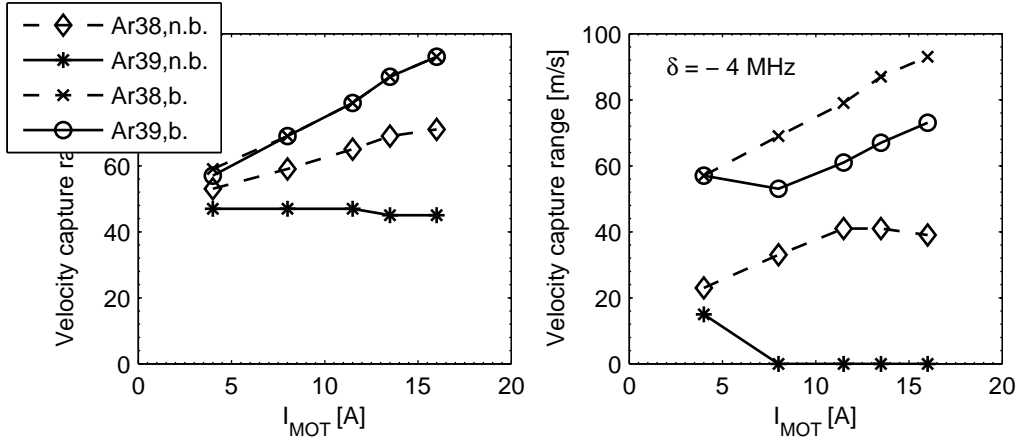 Ar38,n.b.
Ar39,n.b.
Ar38,b.
Ar39,b.
Velocity capture ra
60
40
20
0
0
5
10
15
20
I_MOT [A]
δ = − 4 MHz
Velocity capture range [m/s]
100
80
60
40
20
0
0
5
10
15
20
I_MOT [A]